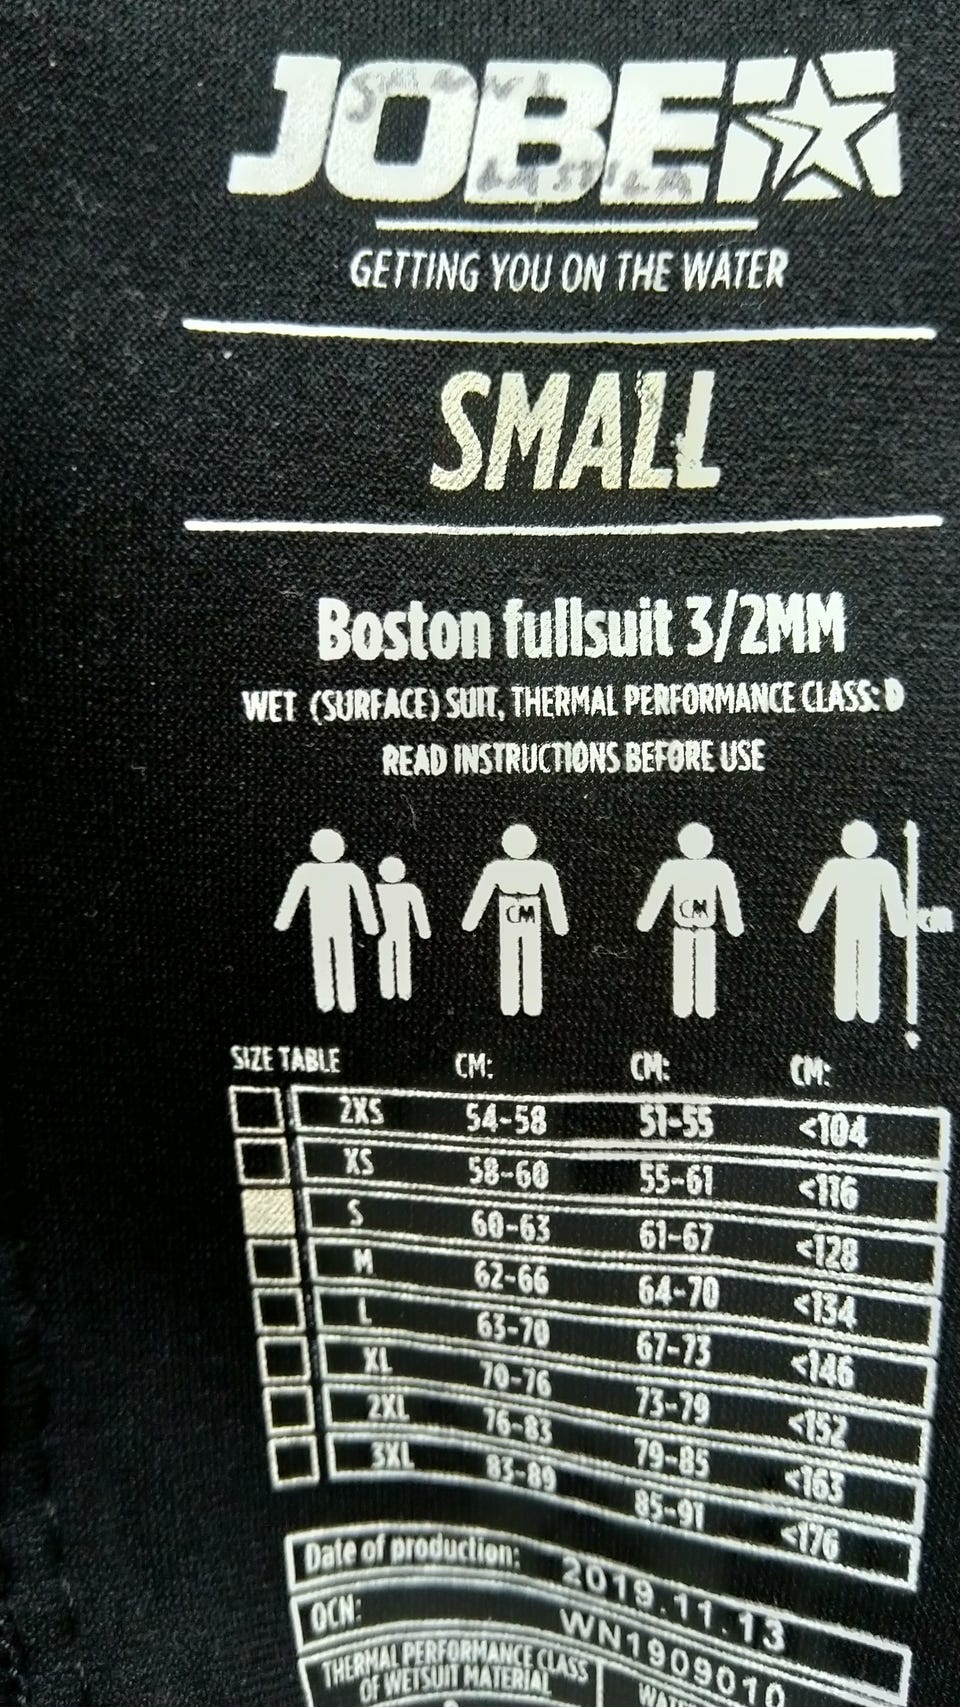 JOBE
GETTING YOU ON THE WATER
SMALL
Boston fullsuit 3/2MM
WET (SURFACE) SUIT, THERMAL PERFORMANCE CLASS: D
READ INSTRUCTIONS BEFORE USE
CM CM cm
SIZE TABLE CM: CM: CM:
2XS 54-58 51-55 <104
XS 58-60 55-61 <116
S 60-63 61-67 <128
M 62-66 64-70 <134
L 63-70 67-73 <146
XL 70-76 73-79 <152
2XL 76-83 79-85 <163
3XL 83-89 85-91 <176
Date of production: 2019.11.13
OCN: WN1909010
THERMAL PERFORMANCE CLASS
OF WETSUIT MATERIAL